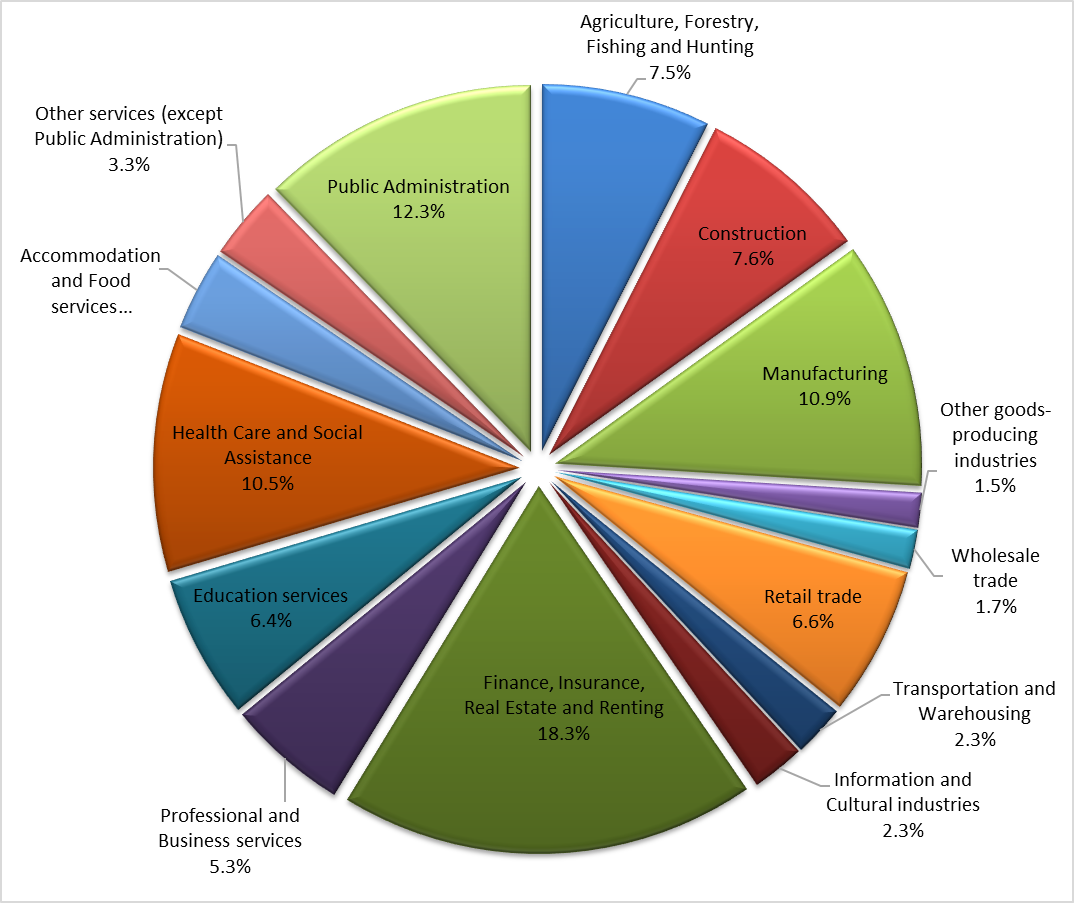 Agriculture, Forestry,
Fishing and Hunting
7.5%
Construction
7.6%
Manufacturing
10.9%
Other goods-
producing
industries
1.5%
Wholesale
trade
1.7%
Retail trade
6.6%
Transportation and
Warehousing
2.3%
Information and
Cultural industries
2.3%
Finance, Insurance,
Real Estate and Renting
18.3%
Professional and
Business services
5.3%
Education services
6.4%
Health Care and Social
Assistance
10.5%
Accommodation
and Food
services...
Other services (except
Public Administration)
3.3%
Public Administration
12.3%